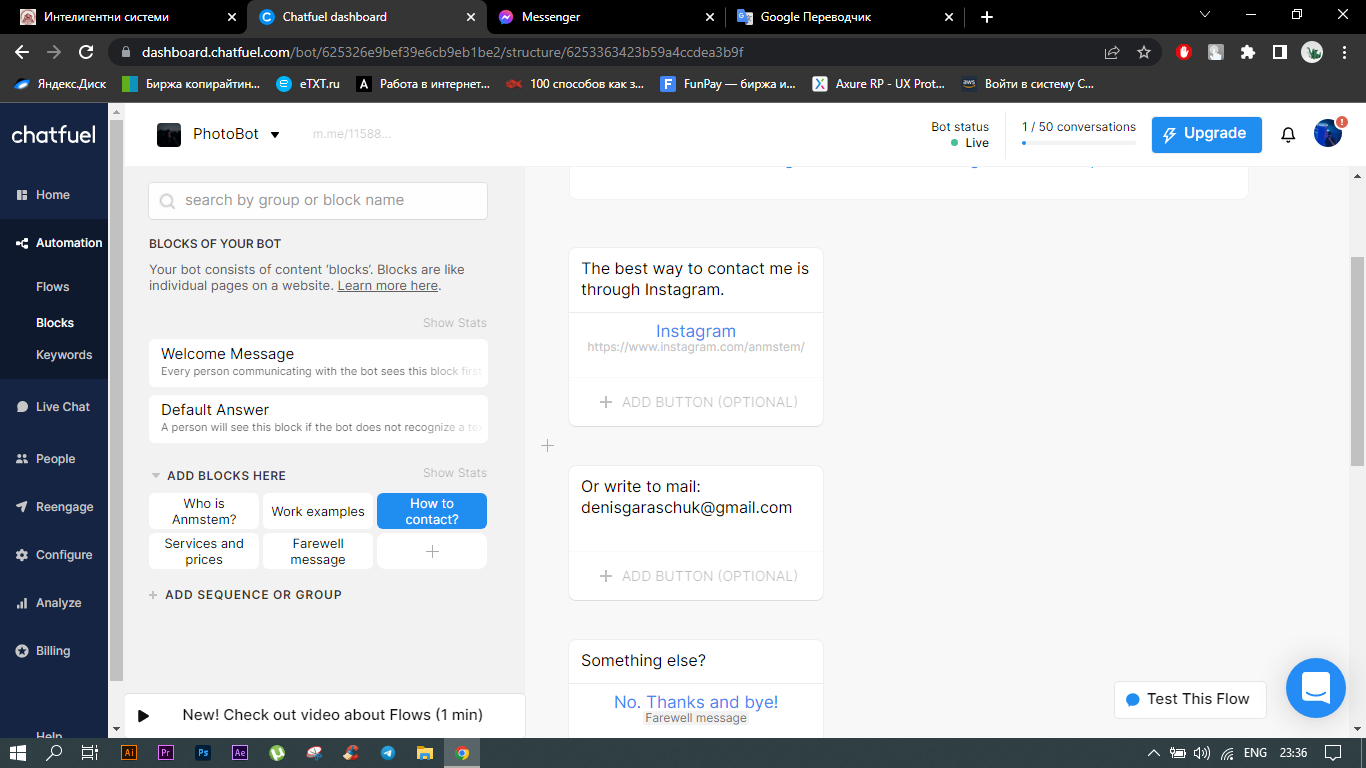 Интелигентни системи
Chatfuel dashboard
Messenger
Google Переводчик
dashboard.chatfuel.com/bot/625326e9bef39e6cb9eb1be2/structure/6253363423b59a4ccdea3b9f
Яндекс.Диск
Биржа копирайтин...
eTXT.ru
Работа в интернет...
100 способов как з...
FunPay — биржа и...
Axure RP - UX Prot...
Войти в систему С...
chatfuel
PhotoBot
m.me/11588...
Bot status
Live
1 / 50 conversations
Upgrade
Home
Automation
Flows
Blocks
Keywords
Live Chat
People
Reengage
Configure
Analyze
Billing
Help
search by group or block name
BLOCKS OF YOUR BOT
Your bot consists of content ‘blocks’. Blocks are like
individual pages on a website. Learn more here.
Show Stats
Welcome Message
Every person communicating with the bot sees this block first
Default Answer
A person will see this block if the bot does not recognize a te
ADD BLOCKS HERE
Show Stats
Who is
Anmstem?
Work examples
How to
contact?
Services and
prices
Farewell
message
ADD SEQUENCE OR GROUP
New! Check out video about Flows (1 min)
The best way to contact me is
through Instagram.
Instagram
https://www.instagram.com/anmstem/
ADD BUTTON (OPTIONAL)
Or write to mail:
denisgaraschuk@gmail.com
ADD BUTTON (OPTIONAL)
Something else?
No. Thanks and bye!
Farewell message
Test This Flow
Ai
Pr
Ps
Ae
ENG
23:36